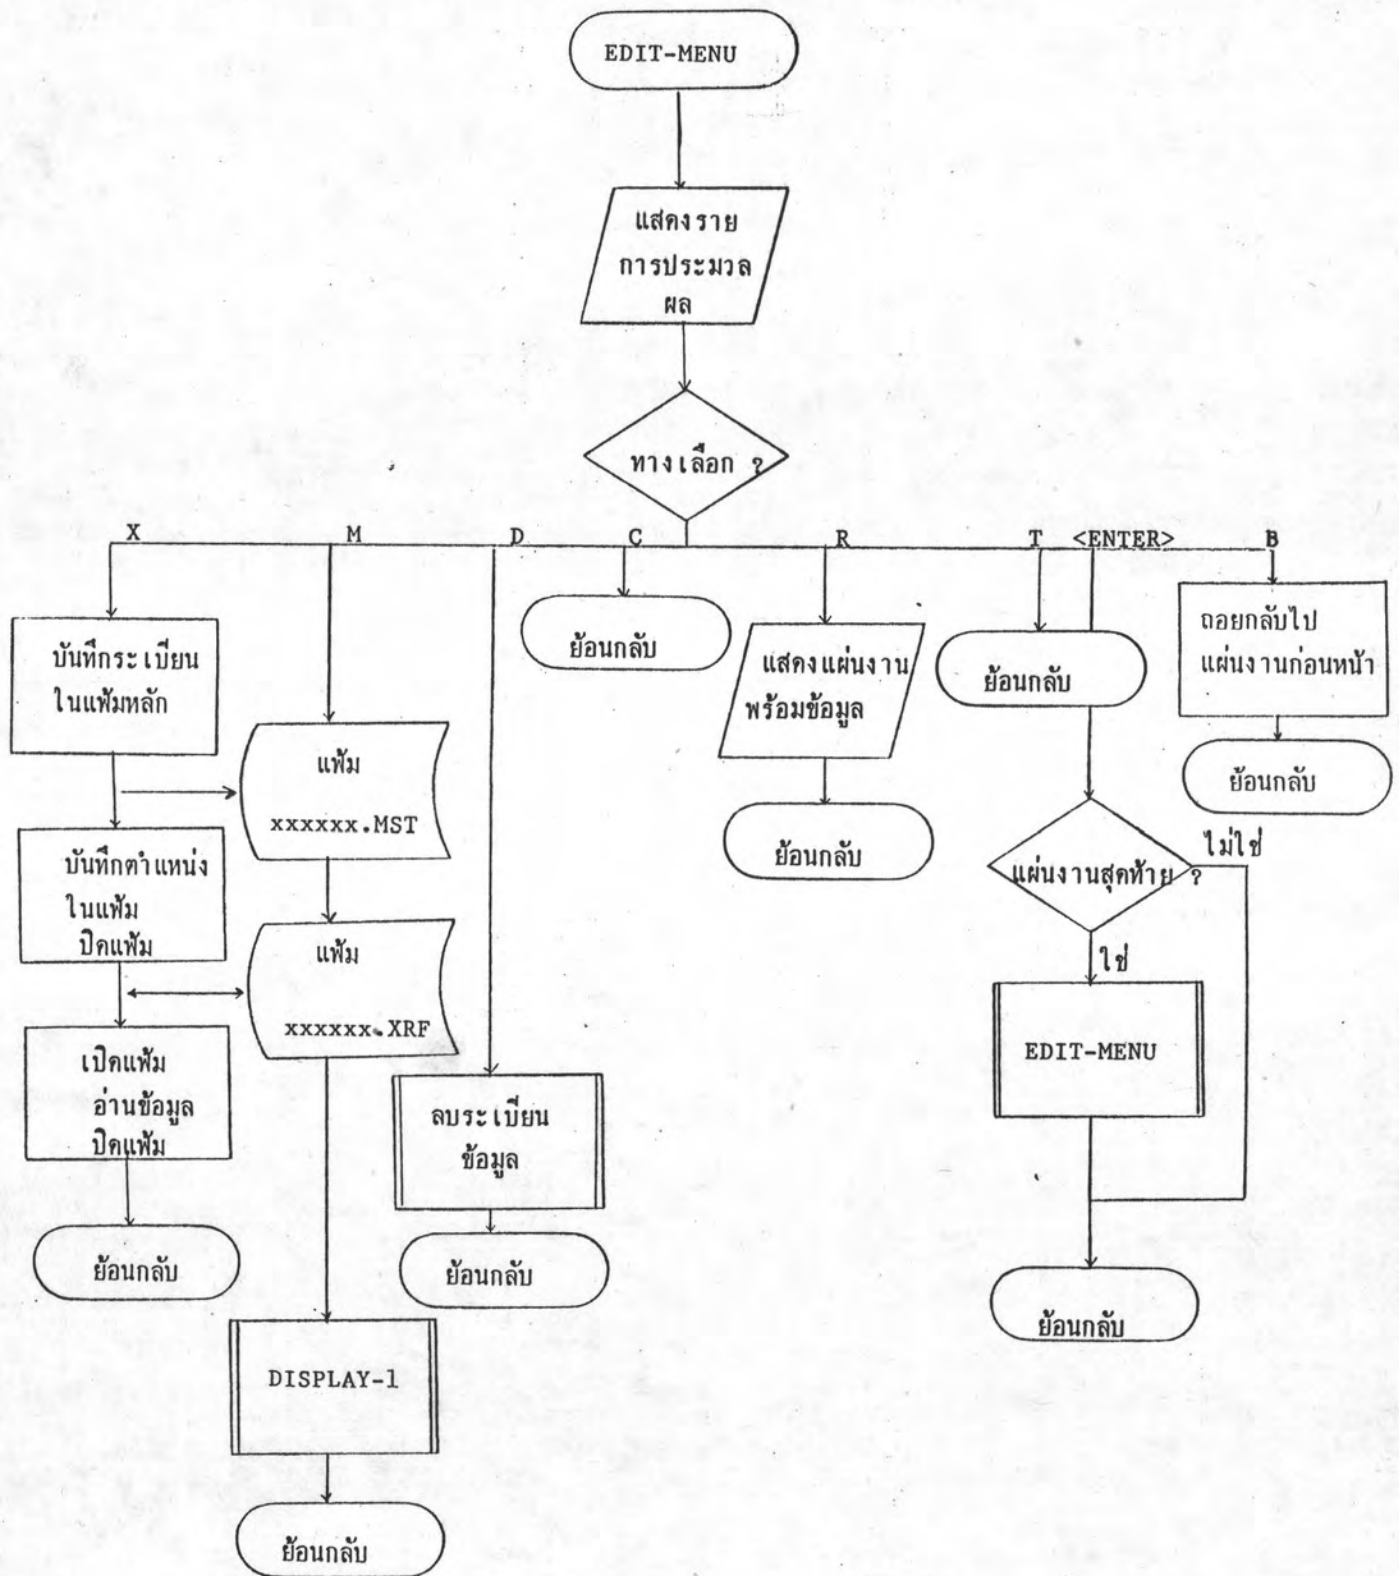 EDIT-MENU
แสดงราย
การประมวล
ผล
ทางเลือก ?
X
M
D
C
R
T
<ENTER>
B
บันทึกระเบียน
ในแฟ้มหลัก
แฟ้ม
xxxxxx.MST
บันทึกตำแหน่ง
ในแฟ้ม
ปิดแฟ้ม
แฟ้ม
xxxxxx.XRF
เปิดแฟ้ม
อ่านข้อมูล
ปิดแฟ้ม
ย้อนกลับ
DISPLAY-1
ย้อนกลับ
ลบระเบียน
ข้อมูล
ย้อนกลับ
ย้อนกลับ
แสดงแผ่นงาน
พร้อมข้อมูล
ย้อนกลับ
ย้อนกลับ
แผ่นงานสุดท้าย ?
ไม่ใช่
ใช่
EDIT-MENU
ย้อนกลับ
ถอยกลับไป
แผ่นงานก่อนหน้า
ย้อนกลับ